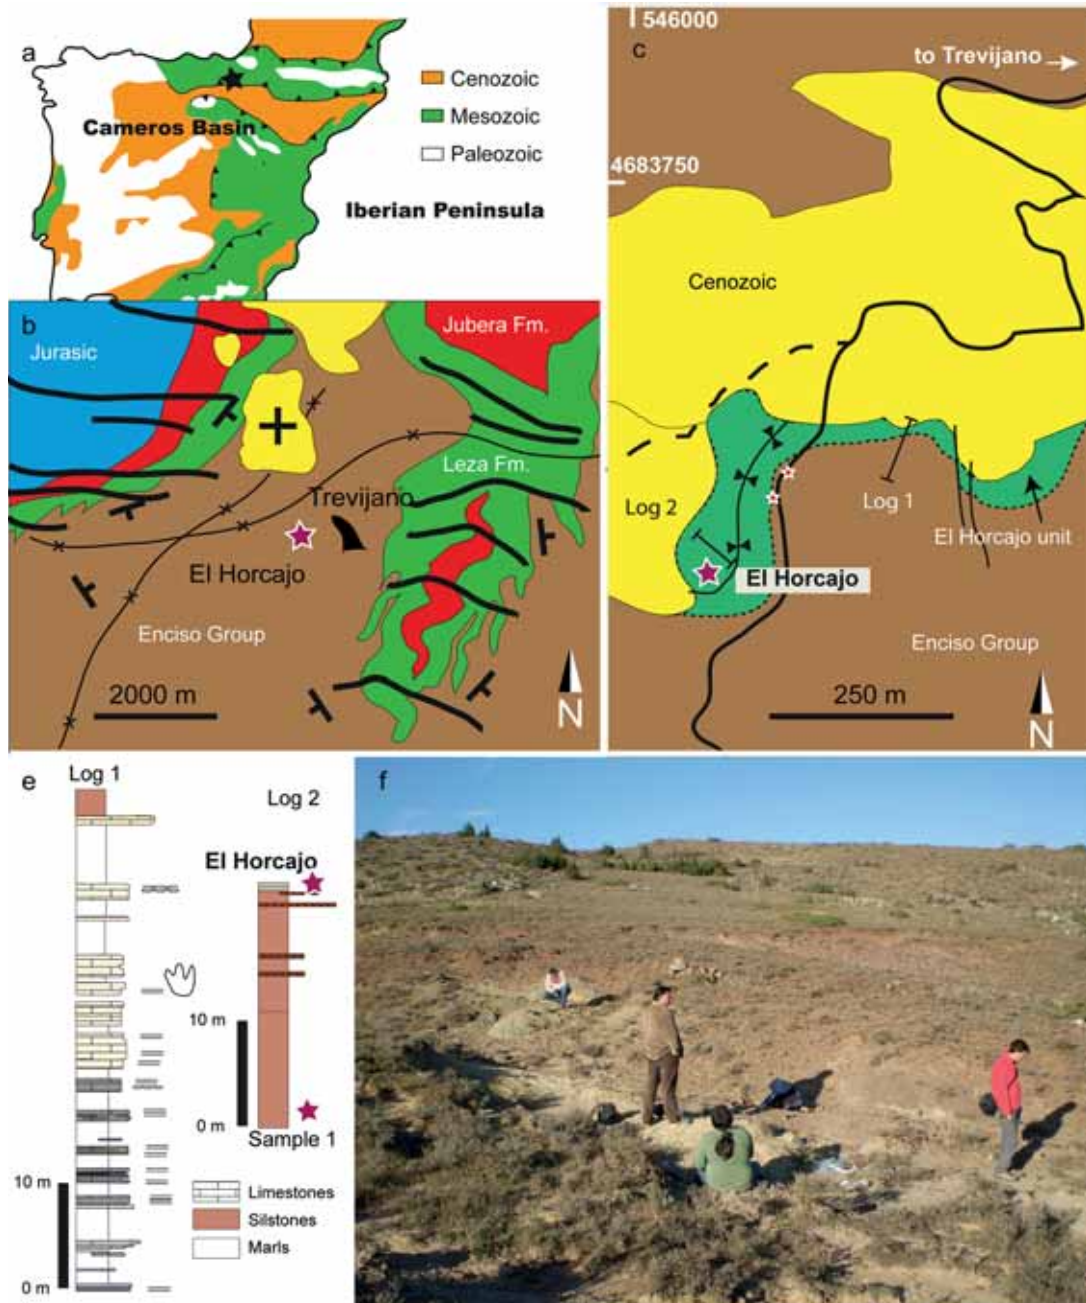 a
Cenozoic
Mesozoic
Paleozoic
Cameros Basin
Iberian Peninsula
b
Jurasic
Jubera Fm.
Leza Fm.
Trevijano
El Horcajo
Enciso Group
2000 m
N
c
546000
to Trevijano
4683750
Cenozoic
Log 2
Log 1
El Horcajo unit
El Horcajo
Enciso Group
250 m
N
e
Log 1
Log 2
El Horcajo
10 m
0 m
Sample 1
10 m
0 m
Limestones
Silstones
Marls
f